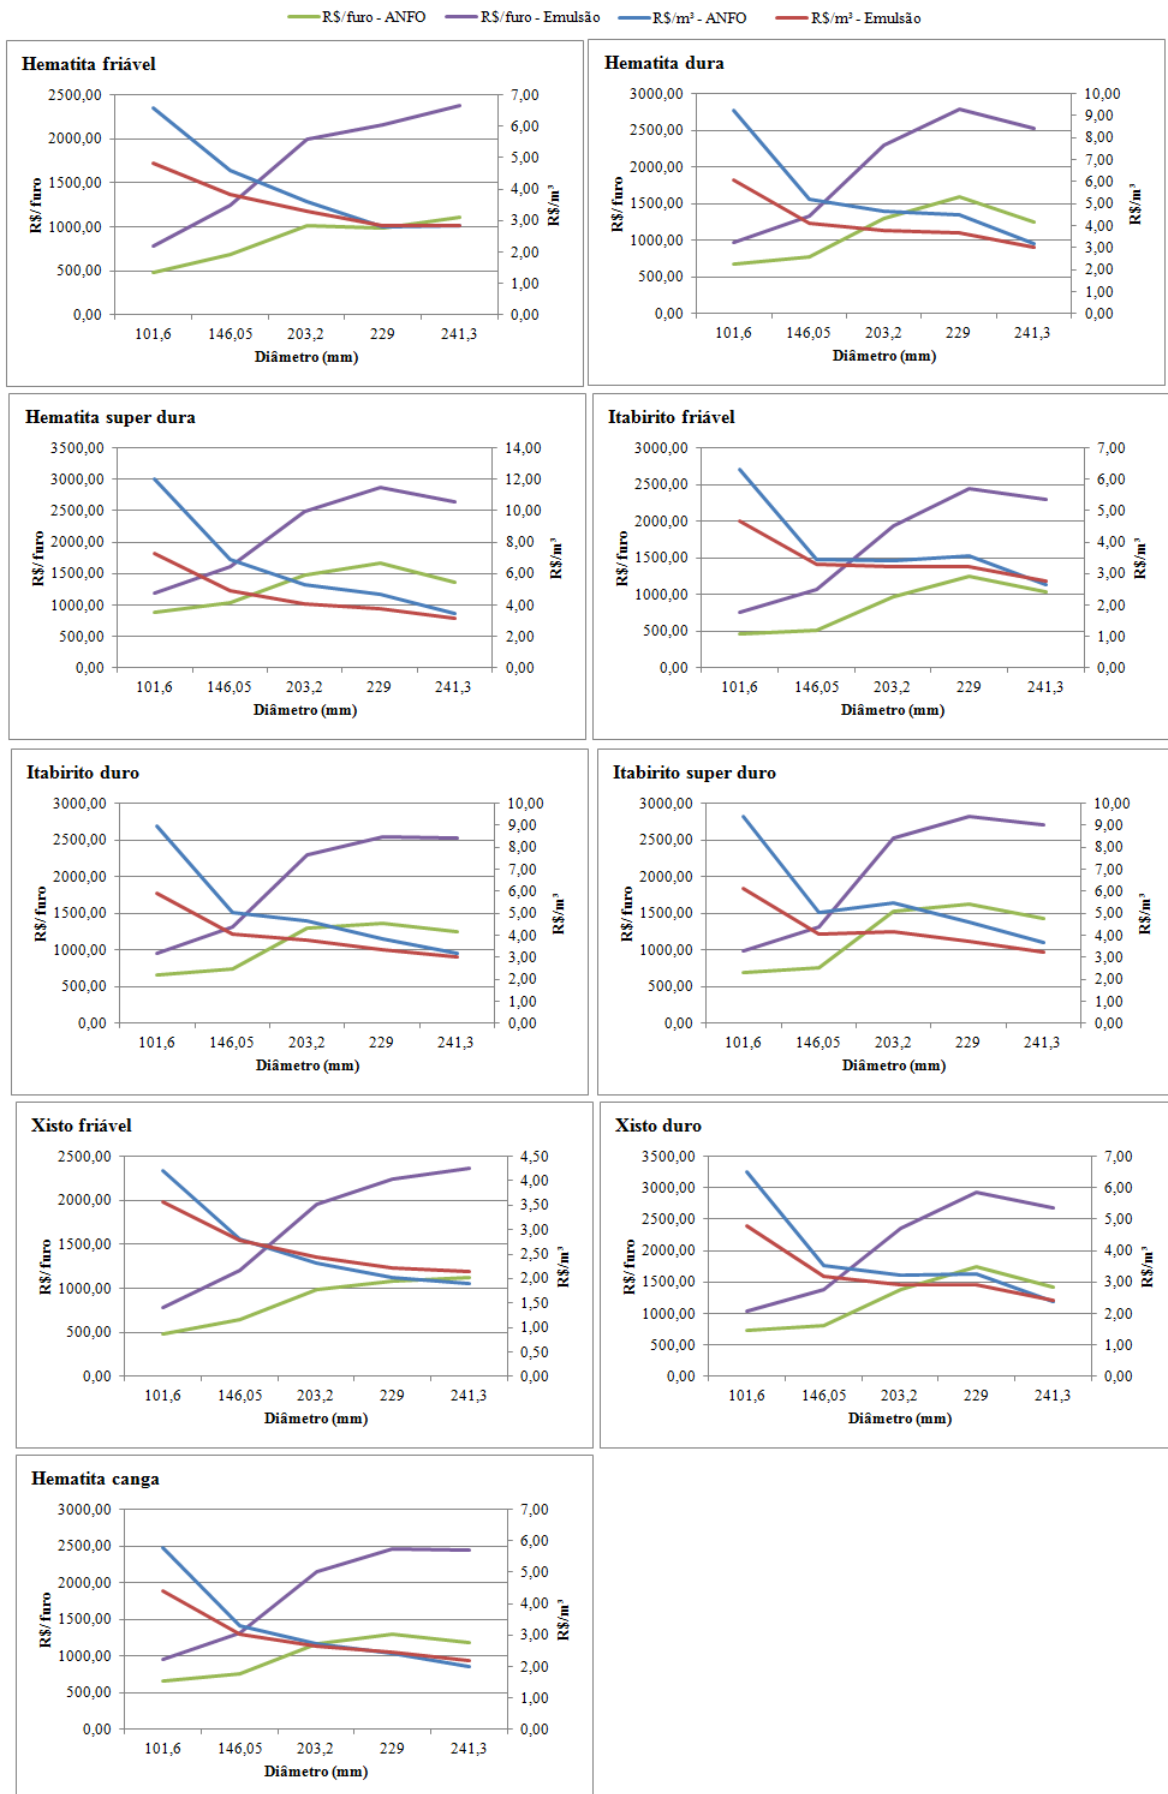 R$/furo - ANFO R$/furo - Emulsão R$/m³ - ANFO R$/m³ - Emulsão
Hematita friável
2500,00 7,00
2000,00 6,00
1500,00 5,00
1000,00 4,00
500,00 3,00
0,00 2,00
1,00
0,00
R$/furo
R$/m³
101,6 146,05 203,2 229 241,3
Diâmetro (mm)
Hematita dura
3000,00 10,00
2500,00 9,00
2000,00 8,00
1500,00 7,00
1000,00 6,00
500,00 5,00
0,00 4,00
3,00
2,00
1,00
0,00
R$/furo
R$/m³
101,6 146,05 203,2 229 241,3
Diâmetro (mm)
Hematita super dura
3500,00 14,00
3000,00 12,00
2500,00 10,00
2000,00 8,00
1500,00 6,00
1000,00 4,00
500,00 2,00
0,00 0,00
R$/furo
R$/m³
101,6 146,05 203,2 229 241,3
Diâmetro (mm)
Itabirito friável
3000,00 7,00
2500,00 6,00
2000,00 5,00
1500,00 4,00
1000,00 3,00
500,00 2,00
0,00 1,00
0,00
R$/furo
R$/m³
101,6 146,05 203,2 229 241,3
Diâmetro (mm)
Itabirito duro
3000,00 10,00
2500,00 9,00
2000,00 8,00
1500,00 7,00
1000,00 6,00
500,00 5,00
0,00 4,00
3,00
2,00
1,00
0,00
R$/furo
R$/m³
101,6 146,05 203,2 229 241,3
Diâmetro (mm)
Itabirito super duro
3000,00 10,00
2500,00 9,00
2000,00 8,00
1500,00 7,00
1000,00 6,00
500,00 5,00
0,00 4,00
3,00
2,00
1,00
0,00
R$/furo
R$/m³
101,6 146,05 203,2 229 241,3
Diâmetro (mm)
Xisto friável
2500,00 4,50
2000,00 4,00
1500,00 3,50
1000,00 3,00
500,00 2,50
0,00 2,00
1,50
1,00
0,50
0,00
R$/furo
R$/m³
101,6 146,05 203,2 229 241,3
Diâmetro (mm)
Xisto duro
3500,00 7,00
3000,00 6,00
2500,00 5,00
2000,00 4,00
1500,00 3,00
1000,00 2,00
500,00 1,00
0,00 0,00
R$/furo
R$/m³
101,6 146,05 203,2 229 241,3
Diâmetro (mm)
Hematita canga
3000,00 7,00
2500,00 6,00
2000,00 5,00
1500,00 4,00
1000,00 3,00
500,00 2,00
0,00 1,00
0,00
R$/furo
R$/m³
101,6 146,05 203,2 229 241,3
Diâmetro (mm)